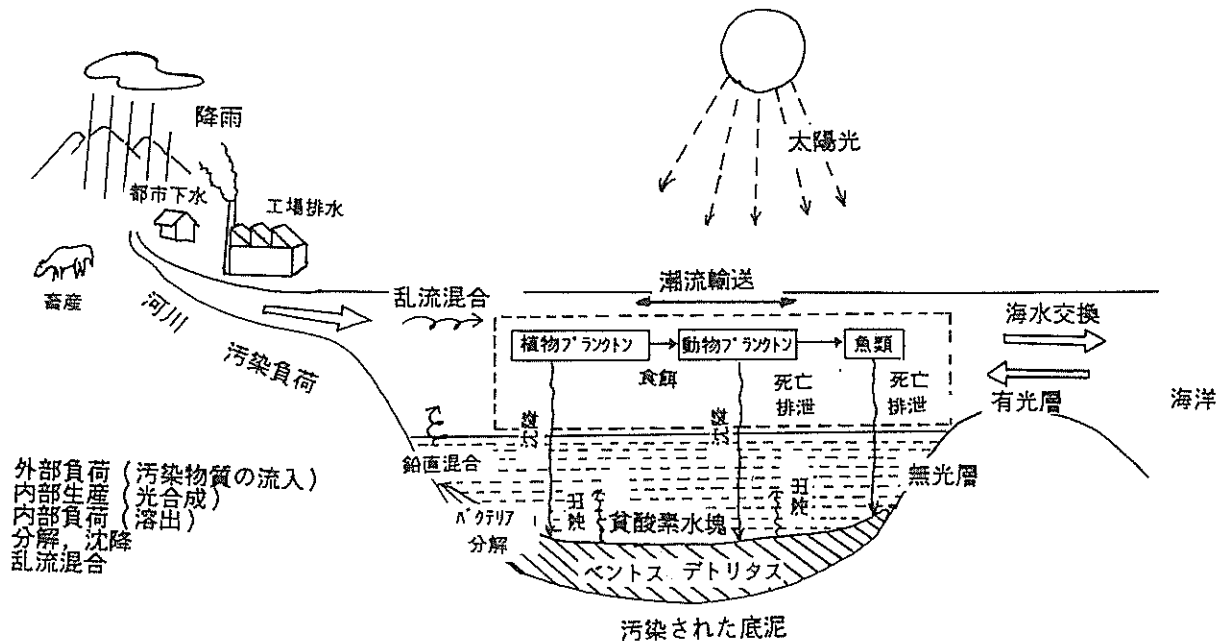 降雨
太陽光
都市下水
工場排水
畜産
河川
汚染負荷
乱流混合
潮流輸送
海水交換
植物プランクトン
動物プランクトン
魚類
食餌
死亡
排泄
死亡
排泄
有光層
海洋
沈降
沈降
鉛直混合
無光層
外部負荷(汚染物質の流入)
内部生産(光合成)
内部負荷(溶出)
分解,沈降
乱流混合
バクテリア
分解
貧酸素水塊
ベントス デトリタス
汚染された底泥